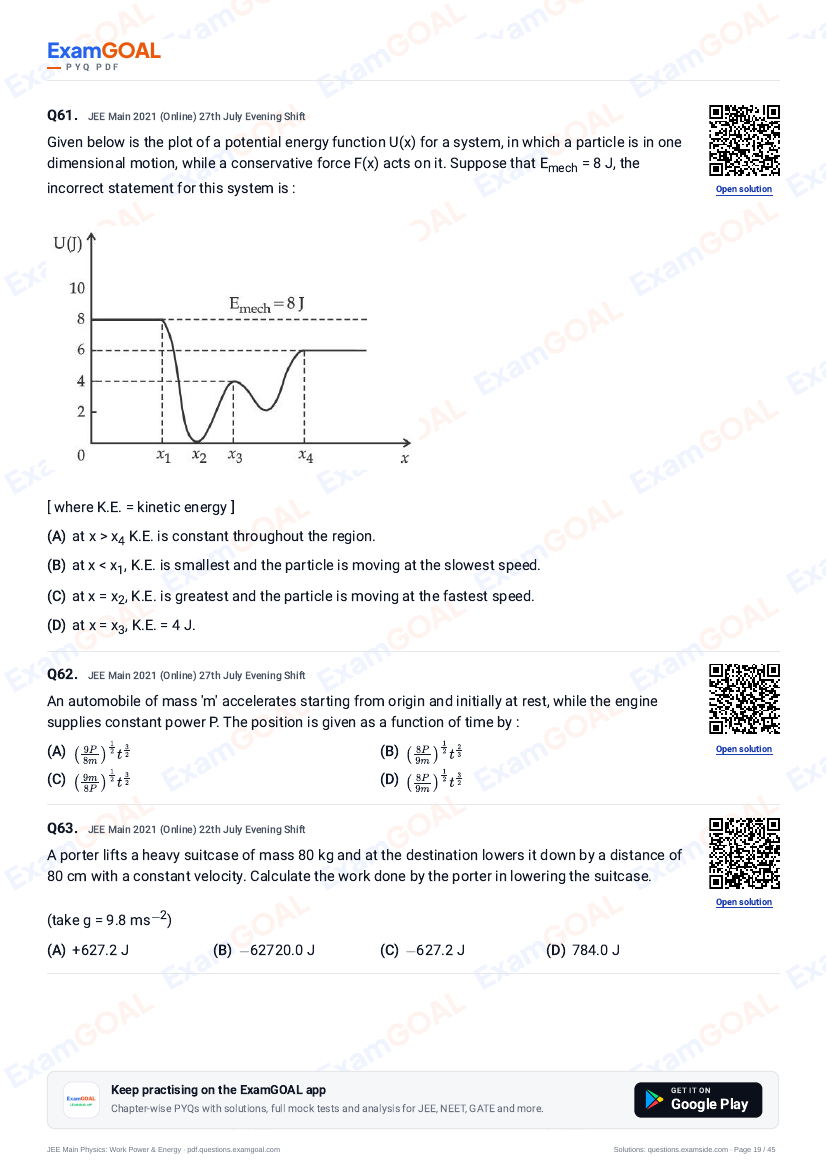 ExamGOAL
PYQ PDF
Q61. JEE Main 2021 (Online) 27th July Evening Shift
Given below is the plot of a potential energy function U(x) for a system, in which a particle is in one
dimensional motion, while a conservative force F(x) acts on it. Suppose that E_mech = 8 J, the
incorrect statement for this system is :
Open solution
U(J)
10
E_mech = 8 J
8
6
4
2
0 x₁ x₂ x₃ x₄ x
[ where K.E. = kinetic energy ]
(A) at x > x₄ K.E. is constant throughout the region.
(B) at x < x₁, K.E. is smallest and the particle is moving at the slowest speed.
(C) at x = x₂, K.E. is greatest and the particle is moving at the fastest speed.
(D) at x = x₃, K.E. = 4 J.
Q62. JEE Main 2021 (Online) 27th July Evening Shift
An automobile of mass 'm' accelerates starting from origin and initially at rest, while the engine
supplies constant power P. The position is given as a function of time by :
Open solution
(A) (9P/8m)^(1/2) t^(3/2) (B) (8P/9m)^(1/2) t^(2/3)
(C) (9m/8P)^(1/2) t^(3/2) (D) (8P/9m)^(1/2) t^(3/2)
Q63. JEE Main 2021 (Online) 22th July Evening Shift
A porter lifts a heavy suitcase of mass 80 kg and at the destination lowers it down by a distance of
80 cm with a constant velocity. Calculate the work done by the porter in lowering the suitcase.
Open solution
(take g = 9.8 ms⁻²)
(A) +627.2 J (B) −62720.0 J (C) −627.2 J (D) 784.0 J
Keep practising on the ExamGOAL app
Chapter-wise PYQs with solutions, full mock tests and analysis for JEE, NEET, GATE and more.
GET IT ON
Google Play
JEE Main Physics: Work Power & Energy · pdf.questions.examgoal.com Solutions: questions.examside.com · Page 19 / 45